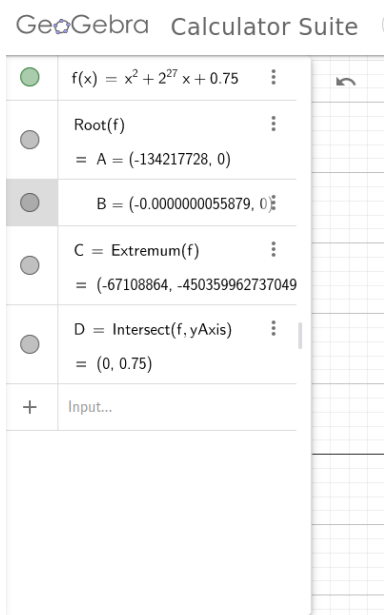 GeoGebra Calculator Suite
f(x) = x² + 2²⁷ x + 0.75
Root(f)
= A = (-134217728, 0)
B = (-0.0000000055879, 0)
C = Extremum(f)
= (-67108864, -450359962737049
D = Intersect(f, yAxis)
= (0, 0.75)
+ Input...